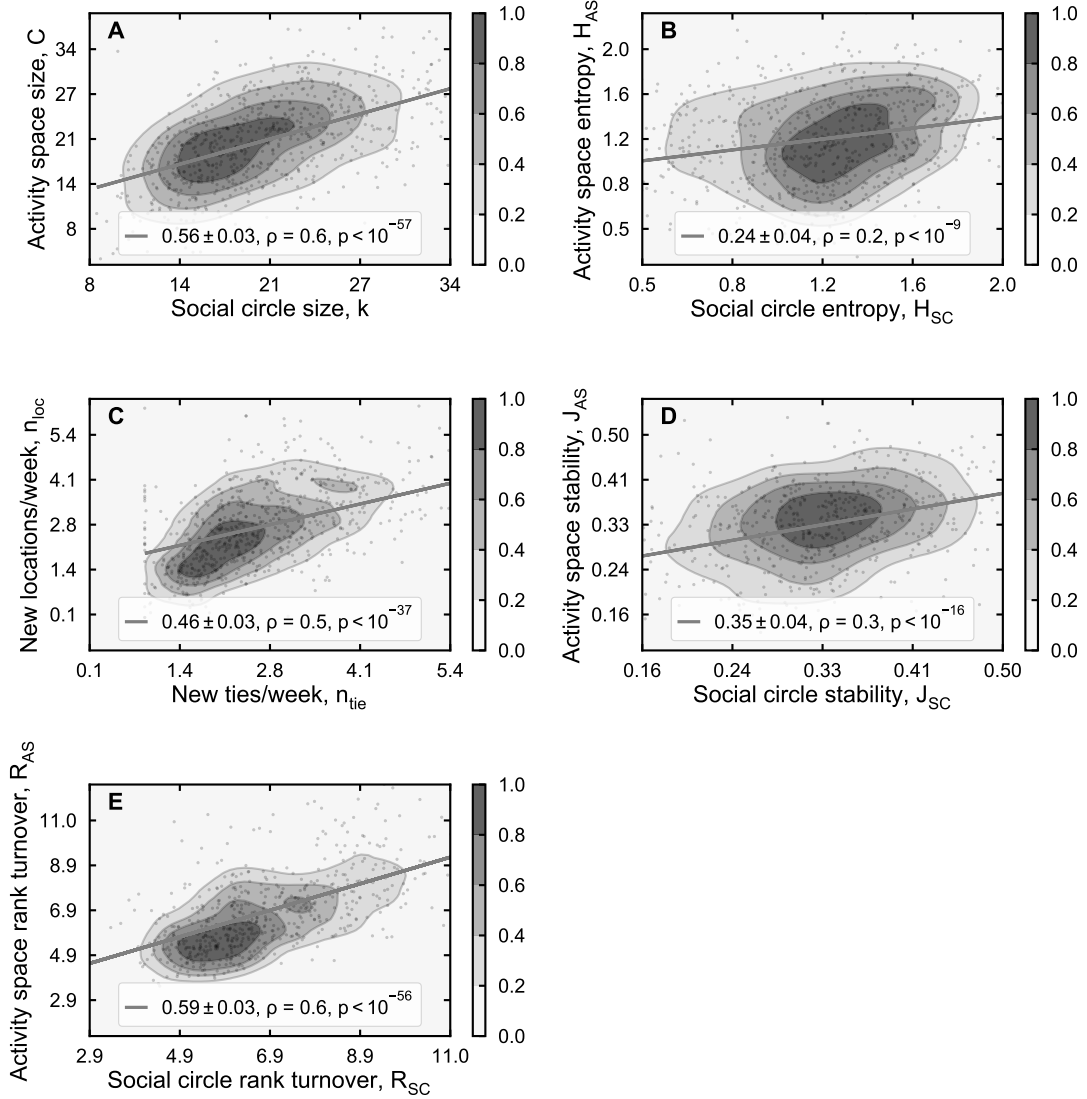 A
Activity space size, C
34
27
21
14
8
8 14 21 27 34
Social circle size, k
0.56 ± 0.03, ρ = 0.6, p < 10⁻⁵⁷
1.0
0.8
0.6
0.4
0.2
0.0
B
Activity space entropy, H_AS
2.0
1.6
1.2
0.8
0.5
0.5 0.8 1.2 1.6 2.0
Social circle entropy, H_SC
0.24 ± 0.04, ρ = 0.2, p < 10⁻⁹
1.0
0.8
0.6
0.4
0.2
0.0
C
New locations/week, n_loc
5.4
4.1
2.8
1.4
0.1
0.1 1.4 2.8 4.1 5.4
New ties/week, n_tie
0.46 ± 0.03, ρ = 0.5, p < 10⁻³⁷
1.0
0.8
0.6
0.4
0.2
0.0
D
Activity space stability, J_AS
0.50
0.41
0.33
0.24
0.16
0.16 0.24 0.33 0.41 0.50
Social circle stability, J_SC
0.35 ± 0.04, ρ = 0.3, p < 10⁻¹⁶
1.0
0.8
0.6
0.4
0.2
0.0
E
Activity space rank turnover, R_AS
11.0
8.9
6.9
4.9
2.9
2.9 4.9 6.9 8.9 11.0
Social circle rank turnover, R_SC
0.59 ± 0.03, ρ = 0.6, p < 10⁻⁵⁶
1.0
0.8
0.6
0.4
0.2
0.0